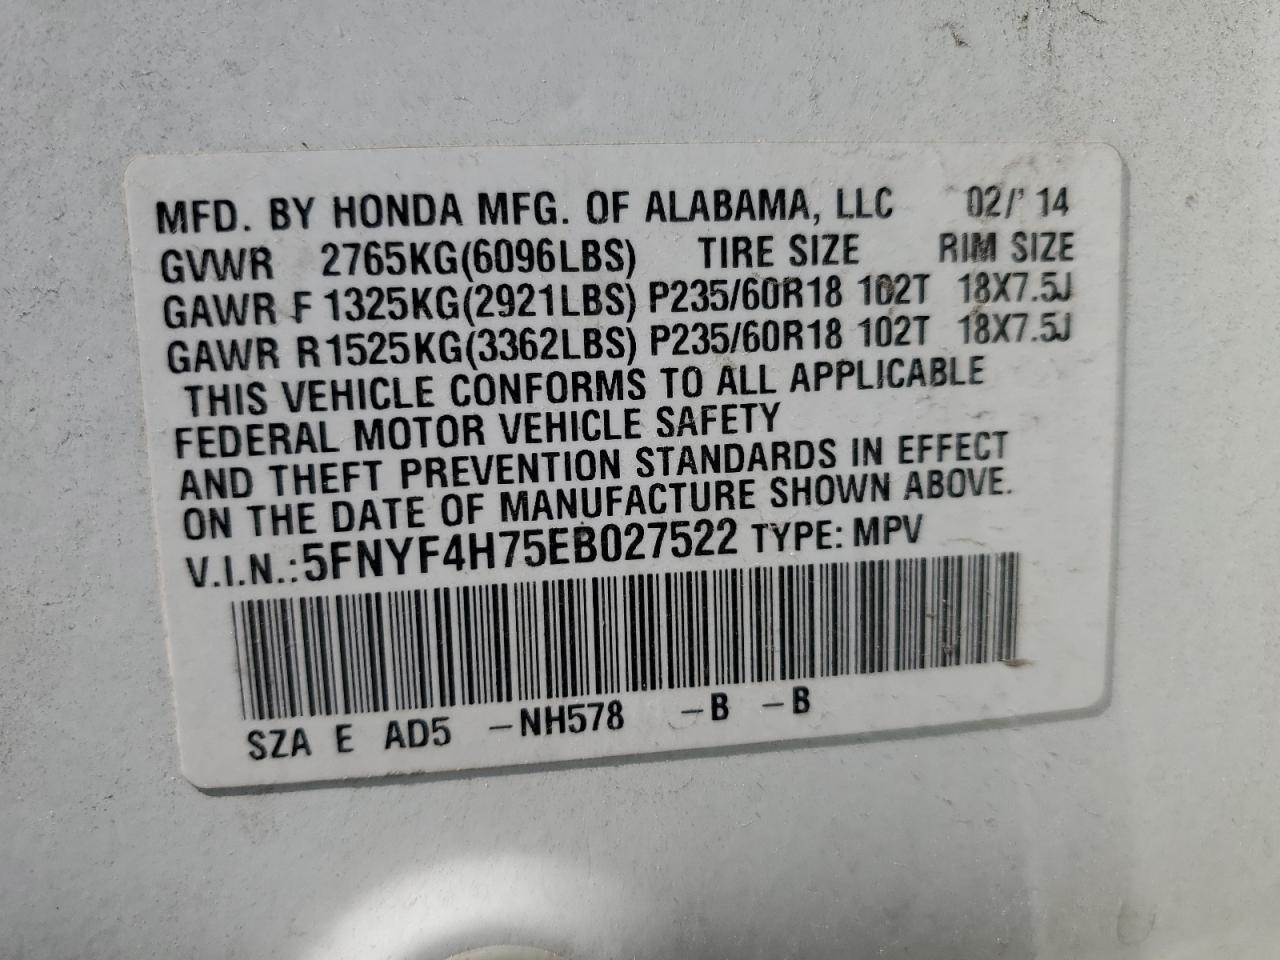 MFD. BY HONDA MFG. OF ALABAMA, LLC 02/'14
GVWR 2765KG(6096LBS) TIRE SIZE RIM SIZE
GAWR F 1325KG(2921LBS) P235/60R18 102T 18X7.5J
GAWR R 1525KG(3362LBS) P235/60R18 102T 18X7.5J
THIS VEHICLE CONFORMS TO ALL APPLICABLE
FEDERAL MOTOR VEHICLE SAFETY
AND THEFT PREVENTION STANDARDS IN EFFECT
ON THE DATE OF MANUFACTURE SHOWN ABOVE.
V.I.N.:5FNYF4H75EB027522 TYPE: MPV
SZA E AD5 -NH578 -B -B